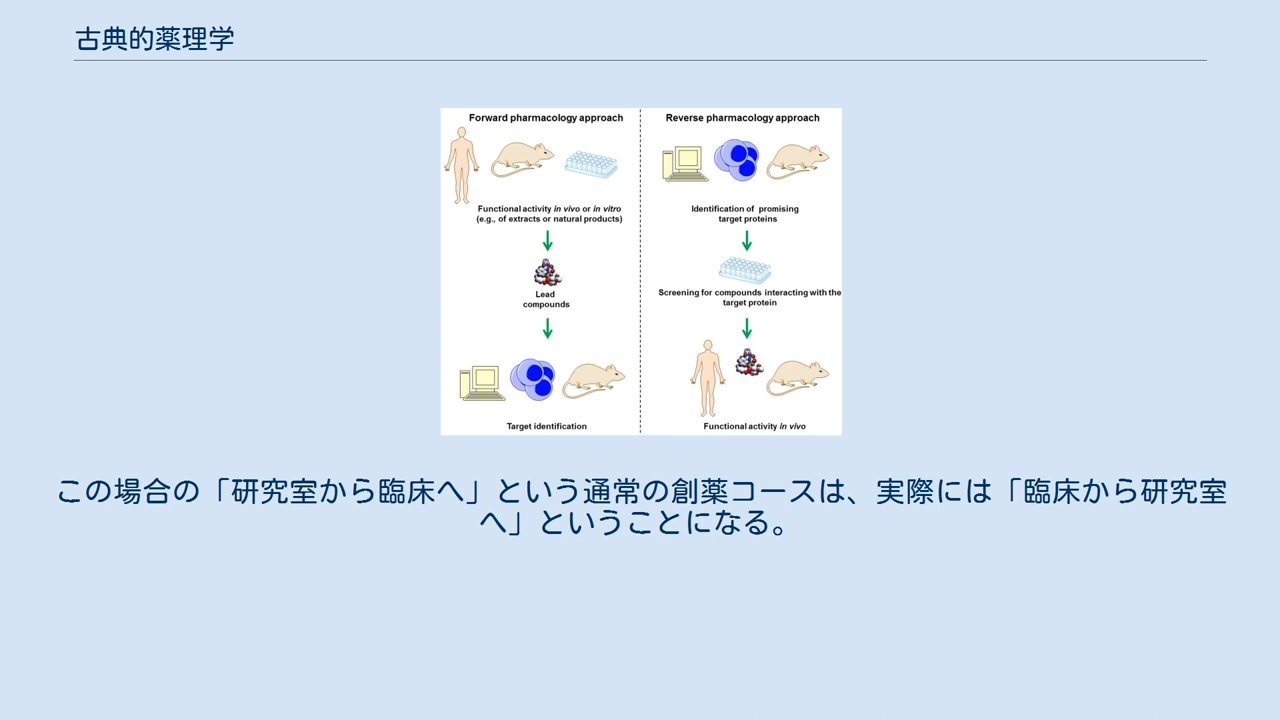 古典的薬理学
Forward pharmacology approach
Functional activity in vivo or in vitro
(e.g., of extracts or natural products)
Lead
compounds
Target identification
Reverse pharmacology approach
Identification of promising
target proteins
Screening for compounds interacting with the
target protein
Functional activity in vivo
この場合の「研究室から臨床へ」という通常の創薬コースは、実際には「臨床から研究室
へ」ということになる。